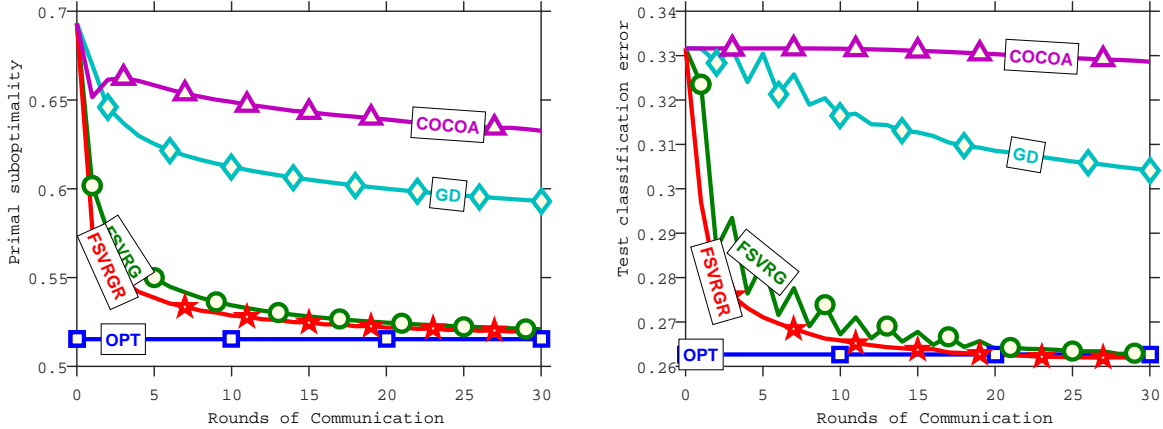 0.7
0.65
0.6
0.55
0.5
Primal suboptimality
COCOA
GD
FSVRG
FSVRGR
OPT
0 5 10 15 20 25 30
Rounds of Communication
0.34
0.33
0.32
0.31
0.3
0.29
0.28
0.27
0.26
Test classification error
COCOA
GD
FSVRG
FSVRGR
OPT
0 5 10 15 20 25 30
Rounds of Communication